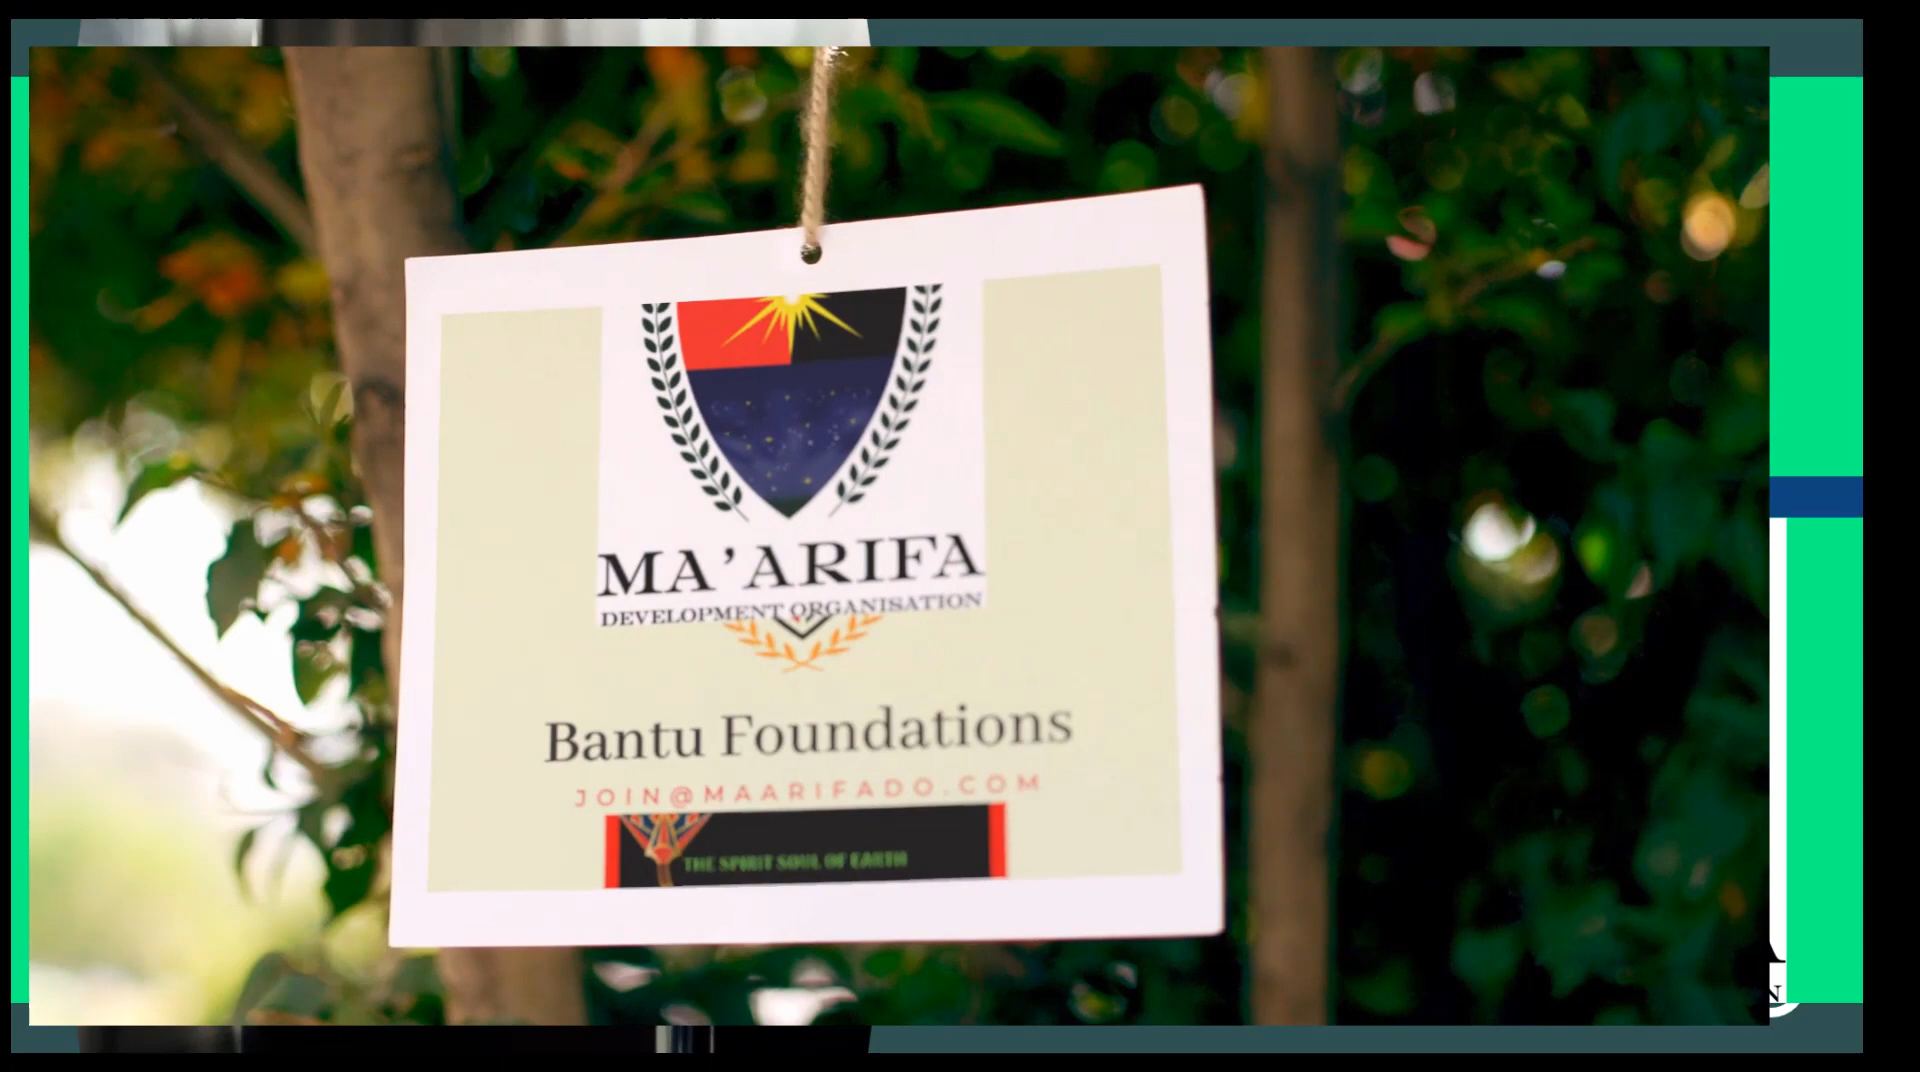 MA'ARIFA
DEVELOPMENT ORGANISATION
Bantu Foundations
JOIN@MAARIFADO.COM
THE SPIRIT SOUL OF EARTH